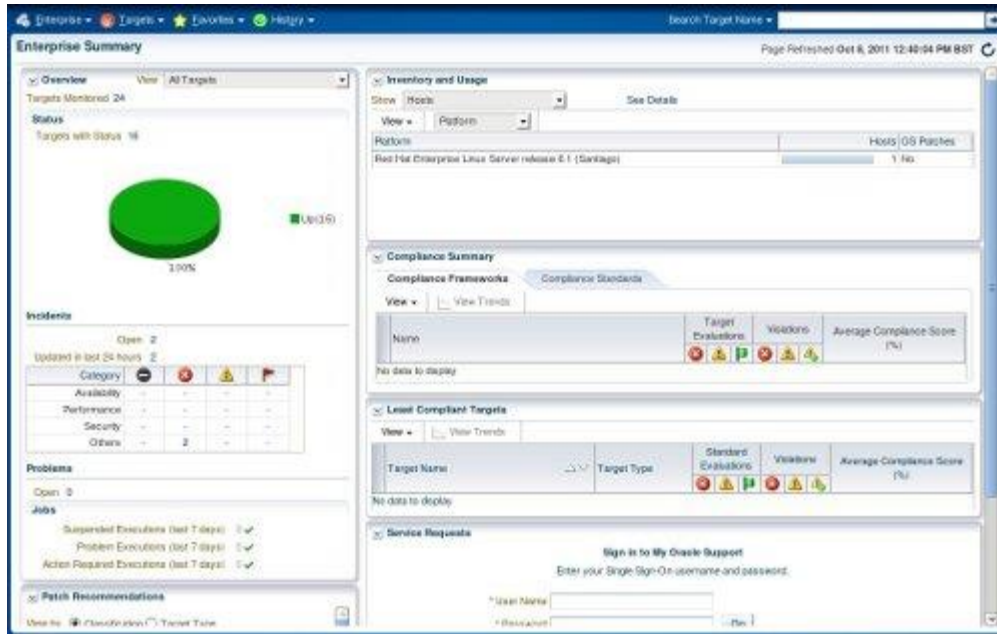 Enterprise Targets Favorites History Search Target Name
Enterprise Summary
Page Refreshed Oct 6, 2011 12:40:04 PM BST
Overview View All Targets
Targets Monitored 24
Status
Targets with Status 16
Up(16)
100%
Incidents
Open 2
Updated in last 24 hours 2
Category
Availability - - - -
Performance - - - -
Security - - - -
Others - 2 - -
Problems
Open 0
Jobs
Suspended Executions (last 7 days) 0
Problem Executions (last 7 days) 0
Action Required Executions (last 7 days) 0
Patch Recommendations
View by Classification Target Type
Inventory and Usage
Show Hosts See Details
View Platform
Platform Hosts OS Patches
Red Hat Enterprise Linux Server release 6.1 (Santiago) 1 No
Compliance Summary
Compliance Frameworks Compliance Standards
View View Trends
Name Target Evaluations Violations Average Compliance Score (%)
No data to display
Least Compliant Targets
View View Trends
Target Name Target Type Standard Evaluations Violations Average Compliance Score (%)
No data to display
Service Requests
Sign in to My Oracle Support
Enter your Single Sign-On username and password.
* User Name
* Password Go